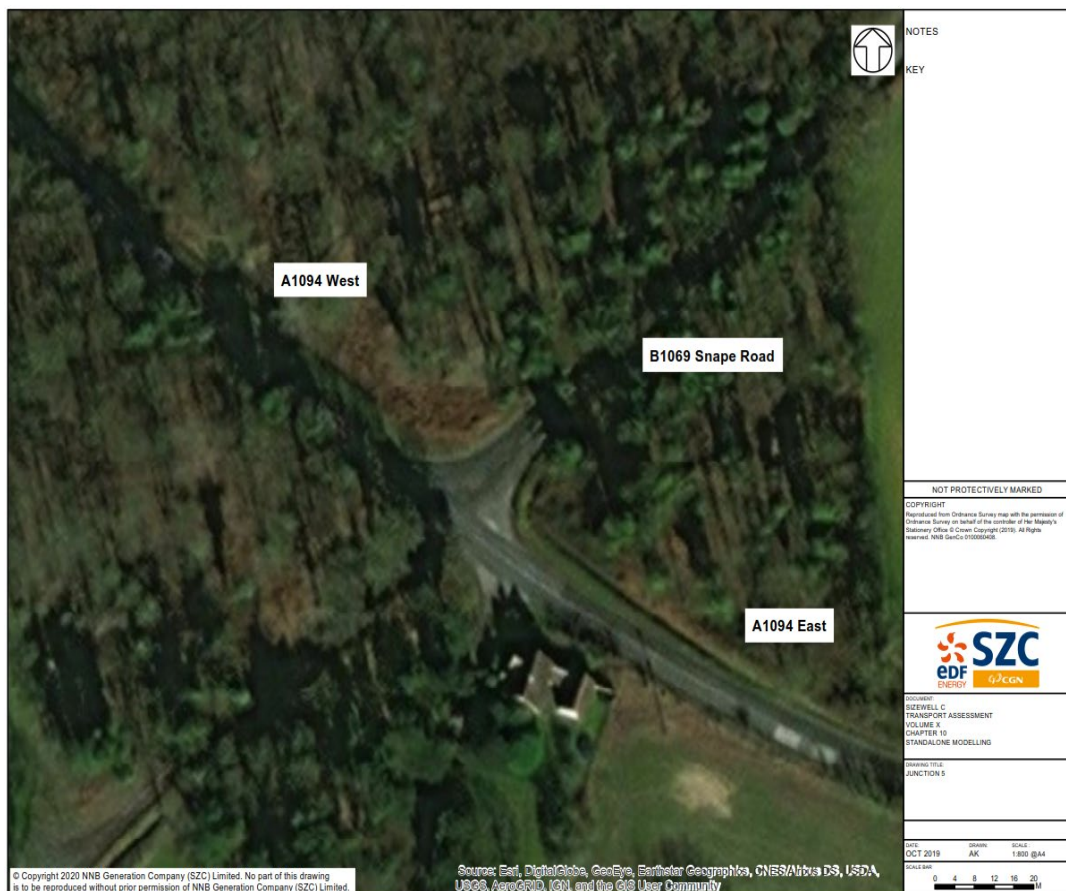 A1094 West
B1069 Snape Road
A1094 East
© Copyright 2020 NNB Generation Company (SZC) Limited. No part of this drawing
is to be reproduced without prior permission of NNB Generation Company (SZC) Limited.
Source: Esri, DigitalGlobe, GeoEye, Earthstar Geographics, CNES/Airbus DS, USDA,
USGS, AeroGRID, IGN, and the GIS User Community
NOTES
KEY
NOT PROTECTIVELY MARKED
COPYRIGHT
Reproduced from Ordnance Survey map with the permission of
Ordnance Survey on behalf of the controller of Her Majesty's
Stationery Office © Crown Copyright (2019). All Rights
reserved. NNB GenCo 0100060408.
edF
ENERGY
SZC
CGN
DOCUMENT:
SIZEWELL C
TRANSPORT ASSESSMENT
VOLUME X
CHAPTER 10
STANDALONE MODELLING
DRAWING TITLE:
JUNCTION 5
DATE:
OCT 2019
DRAWN:
AK
SCALE :
1:800 @A4
SCALE BAR
0 4 8 12 16 20
M